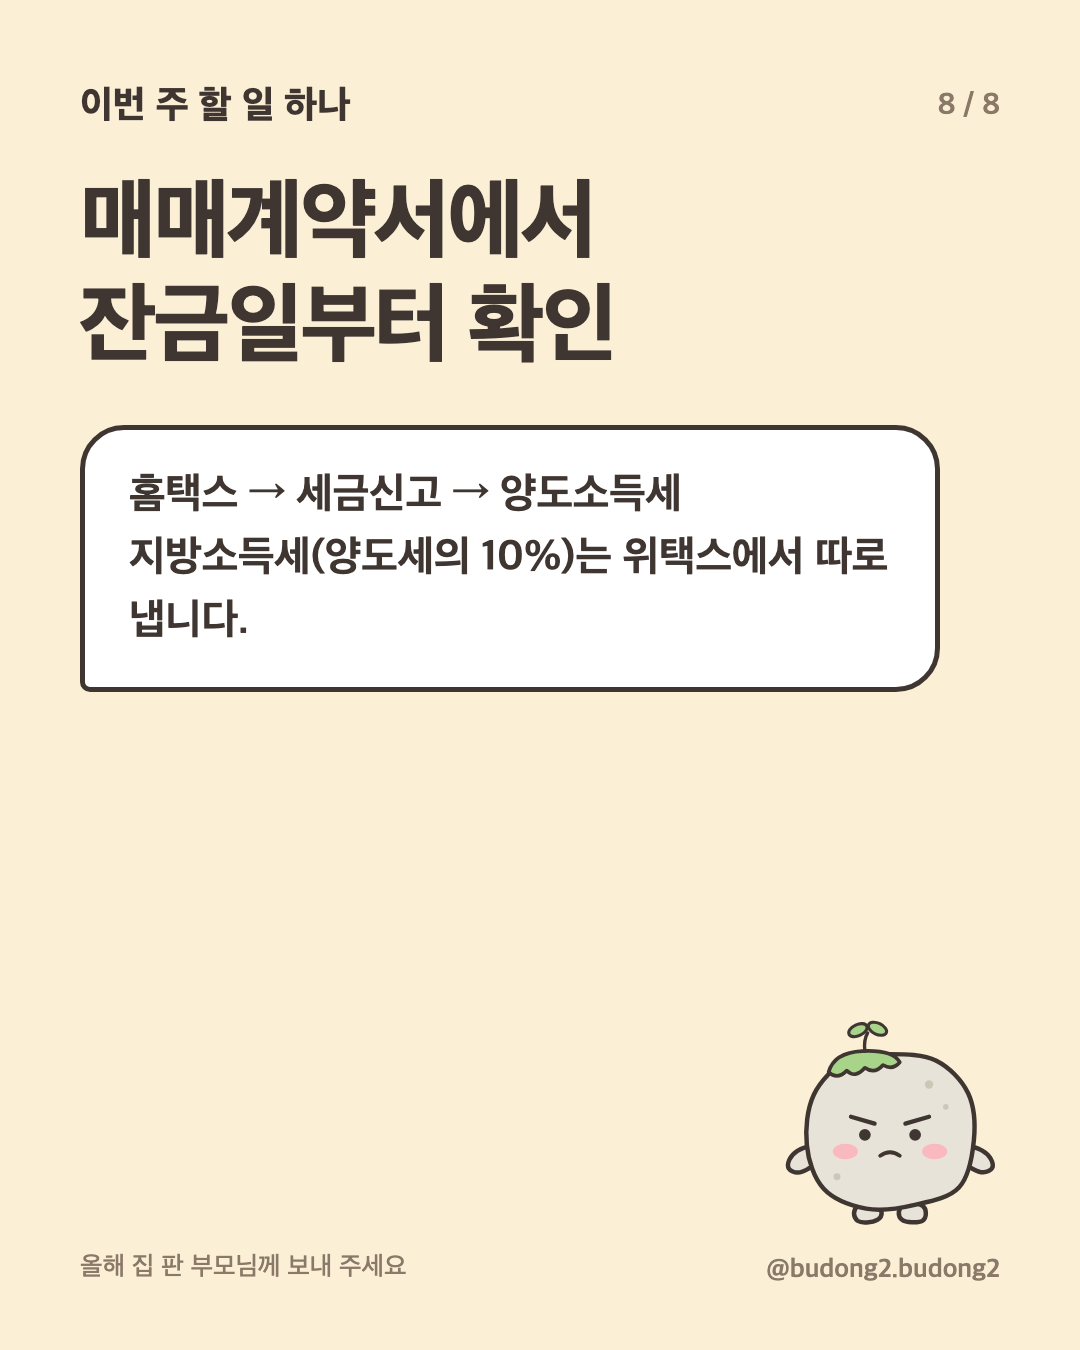 이번 주 할 일 하나
8 / 8
매매계약서에서
잔금일부터 확인
홈택스 → 세금신고 → 양도소득세
지방소득세(양도세의 10%)는 위택스에서 따로
냅니다.
올해 집 판 부모님께 보내 주세요
@budong2.budong2